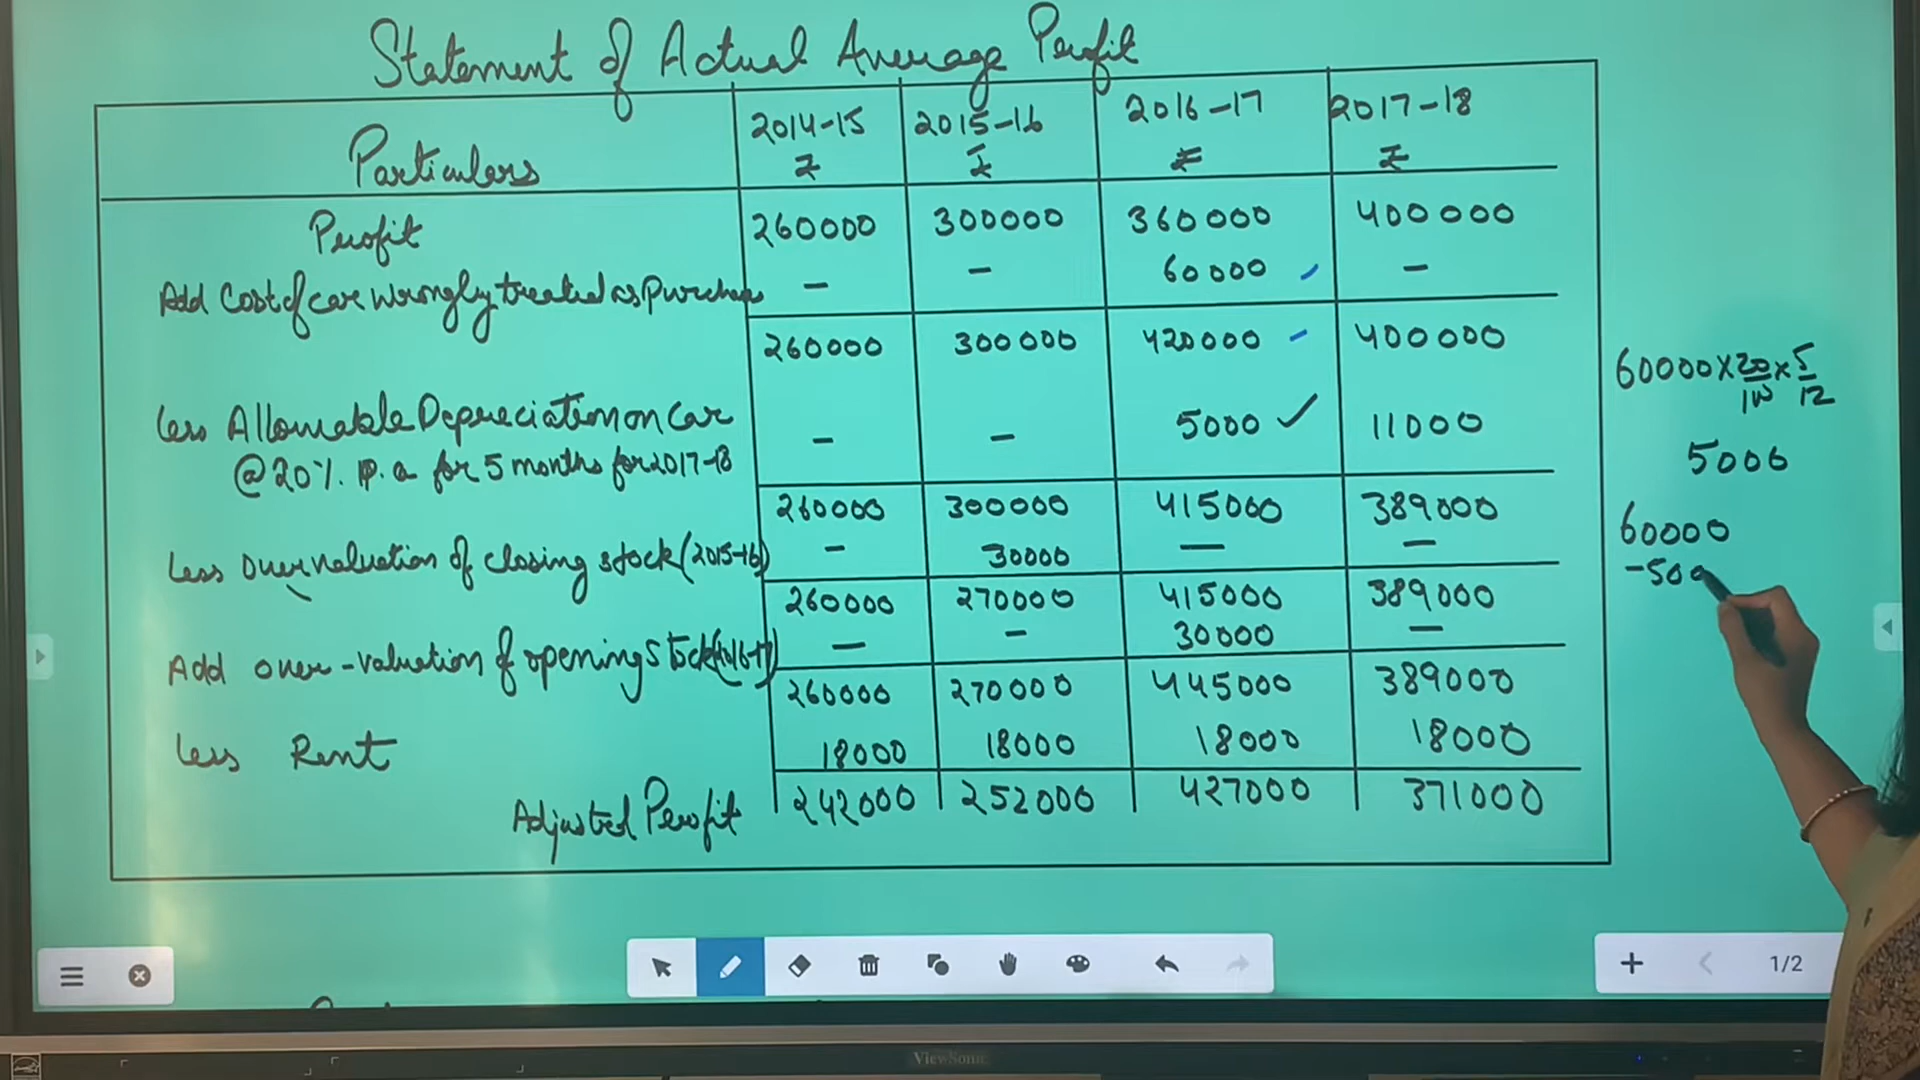 Statement of Actual Average Profit
Particulars 2014-15 ₹ 2015-16 ₹ 2016-17 ₹ 2017-18 ₹
Profit 260000 300000 360000 400000
Add Cost of car wrongly treated as purchase - - 60000 -
260000 300000 420000 400000
Less Allowable Depreciation on Car - - 5000 ✓ 11000
@20%. p.a for 5 months for 2017-18
260000 300000 415000 389000
Less Over valuation of closing stock (2015-16) - 30000 - -
260000 270000 415000 389000
Add over-valuation of opening stock - - 30000 -
260000 270000 445000 389000
Less Rent 18000 18000 18000 18000
Adjusted Profit 242000 252000 427000 371000
60000 × 20/100 × 5/12
5000
60000
-500
1/2
ViewSonic